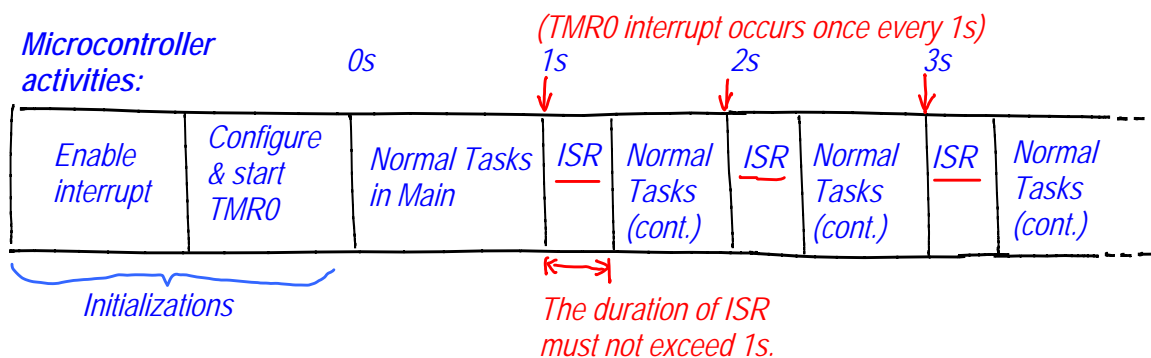 (TMR0 interrupt occurs once every 1s)
Microcontroller
activities:
0s
1s
2s
3s
Enable
interrupt
Configure
& start
TMR0
Normal Tasks
in Main
ISR
Normal
Tasks
(cont.)
ISR
Normal
Tasks
(cont.)
ISR
Normal
Tasks
(cont.)
Initializations
The duration of ISR
must not exceed 1s.